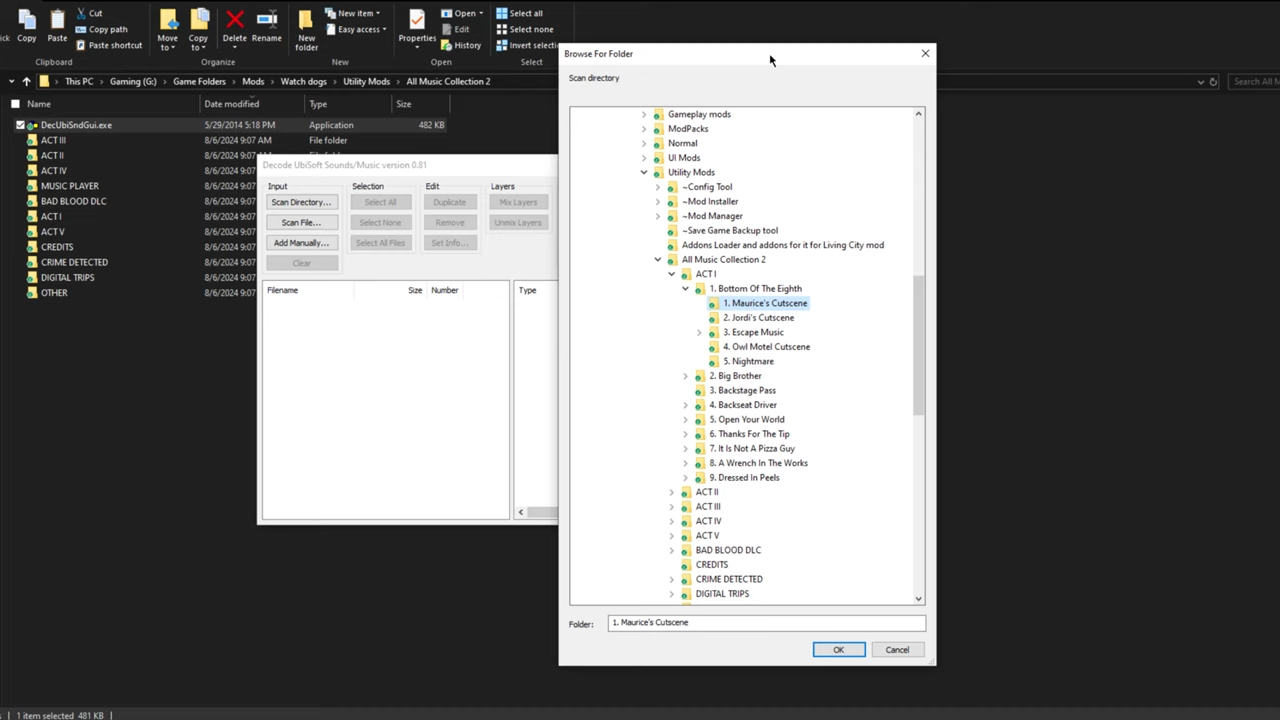 Cut
Copy path
Paste shortcut
Copy
Paste
Clipboard
Move to
Copy to
Delete
Rename
Organize
New folder
New item
Easy access
New
Properties
Open
Edit
History
Open
Select all
Select none
Invert selectio
Select
This PC > Gaming (G:) > Game Folders > Mods > Watch dogs > Utility Mods > All Music Collection 2
Search All M
Name Date modified Type Size
DecUbiSndGui.exe 5/29/2014 5:18 PM Application 482 KB
ACT III 8/6/2024 9:07 AM File folder
ACT II 8/6/2024 9:07
ACT IV 8/6/2024 9:07
MUSIC PLAYER 8/6/2024 9:07
BAD BLOOD DLC 8/6/2024 9:07
ACT I 8/6/2024 9:07
ACT V 8/6/2024 9:07
CREDITS 8/6/2024 9:07
CRIME DETECTED 8/6/2024 9:07
DIGITAL TRIPS 8/6/2024 9:07
OTHER 8/6/2024 9:07
1 item selected 481 KB
Decode UbiSoft Sounds/Music version 0.81
Input Selection Edit Layers
Scan Directory... Select All Duplicate Mix Layers
Scan File... Select None Remove Unmix Layers
Add Manually... Select All Files Set Info...
Clear
Filename Size Number Type
Browse For Folder
Scan directory
Gameplay mods
ModPacks
Normal
UI Mods
Utility Mods
~Config Tool
~Mod Installer
~Mod Manager
~Save Game Backup tool
Addons Loader and addons for it for Living City mod
All Music Collection 2
ACT I
1. Bottom Of The Eighth
1. Maurice's Cutscene
2. Jordi's Cutscene
3. Escape Music
4. Owl Motel Cutscene
5. Nightmare
2. Big Brother
3. Backstage Pass
4. Backseat Driver
5. Open Your World
6. Thanks For The Tip
7. It Is Not A Pizza Guy
8. A Wrench In The Works
9. Dressed In Peels
ACT II
ACT III
ACT IV
ACT V
BAD BLOOD DLC
CREDITS
CRIME DETECTED
DIGITAL TRIPS
Folder: 1. Maurice's Cutscene
OK Cancel